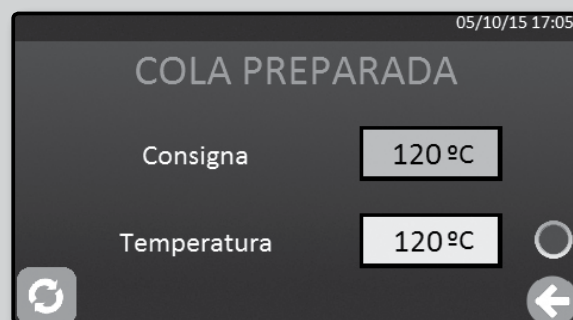 05/10/15 17:05
COLA PREPARADA
Consigna 120 ºC
Temperatura 120 ºC